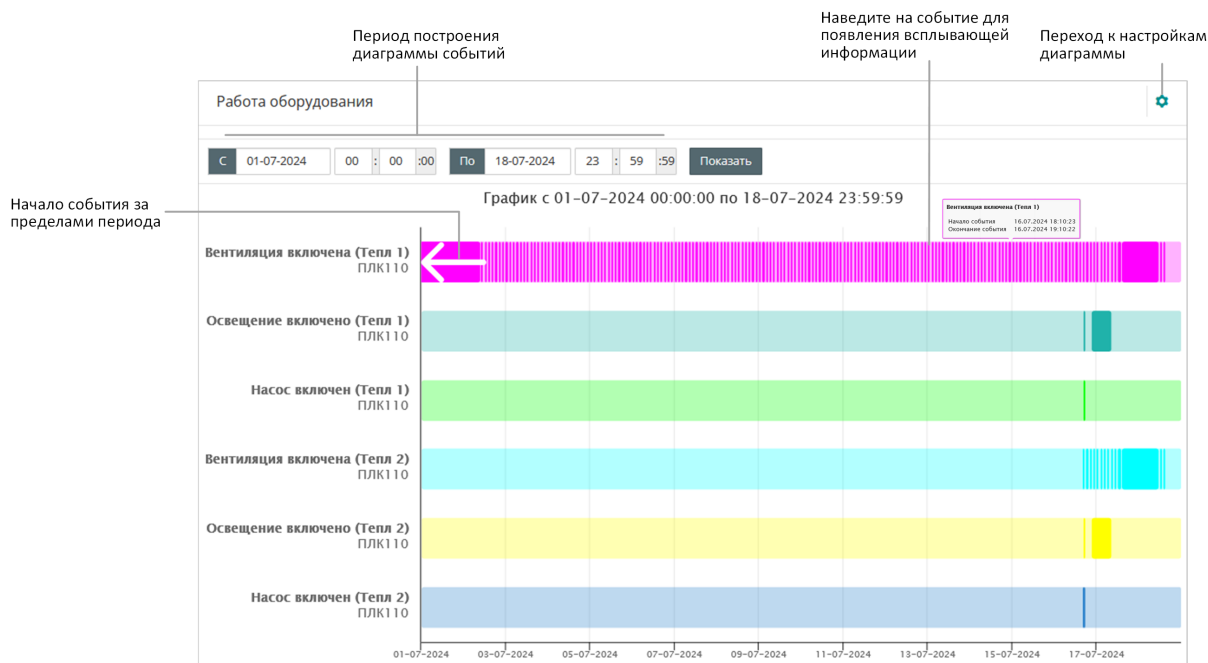 Период построения
диаграммы событий
Наведите на событие для
появления всплывающей
информации
Переход к настройкам
диаграммы
Работа оборудования
С 01-07-2024 00 : 00 :00 По 18-07-2024 23 : 59 :59 Показать
График с 01-07-2024 00:00:00 по 18-07-2024 23:59:59
Вентиляция включена (Тепл 1)
Начало события 16.07.2024 18:10:23
Окончание события 16.07.2024 19:10:22
Начало события за
пределами периода
Вентиляция включена (Тепл 1)
ПЛК110
Освещение включено (Тепл 1)
ПЛК110
Насос включен (Тепл 1)
ПЛК110
Вентиляция включена (Тепл 2)
ПЛК110
Освещение включено (Тепл 2)
ПЛК110
Насос включен (Тепл 2)
ПЛК110
01-07-2024 03-07-2024 05-07-2024 07-07-2024 09-07-2024 11-07-2024 13-07-2024 15-07-2024 17-07-2024